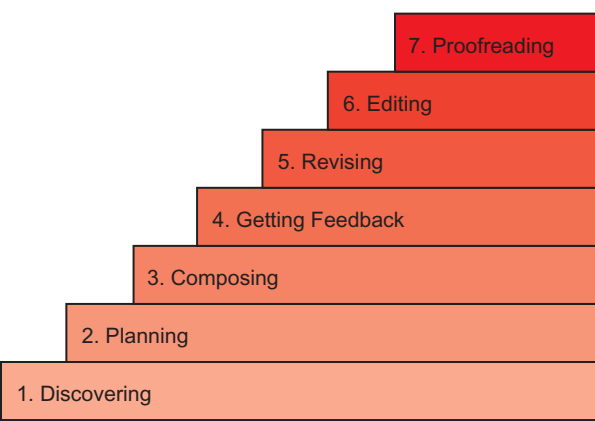 7. Proofreading
6. Editing
5. Revising
4. Getting Feedback
3. Composing
2. Planning
1. Discovering